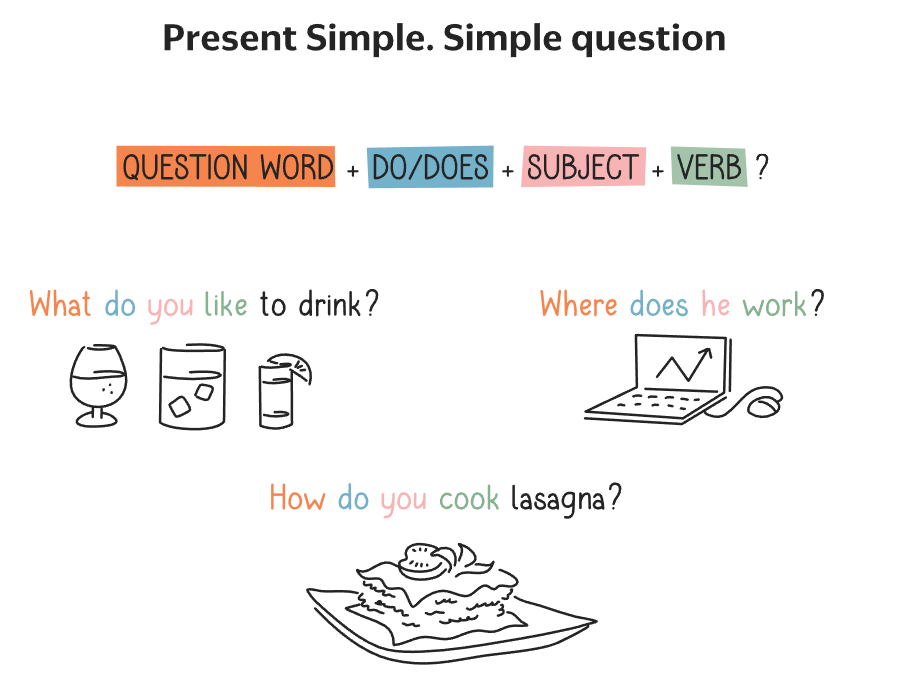 Present Simple. Simple question
QUESTION WORD + DO/DOES + SUBJECT + VERB ?
What do you like to drink?
Where does he work?
How do you cook lasagna?